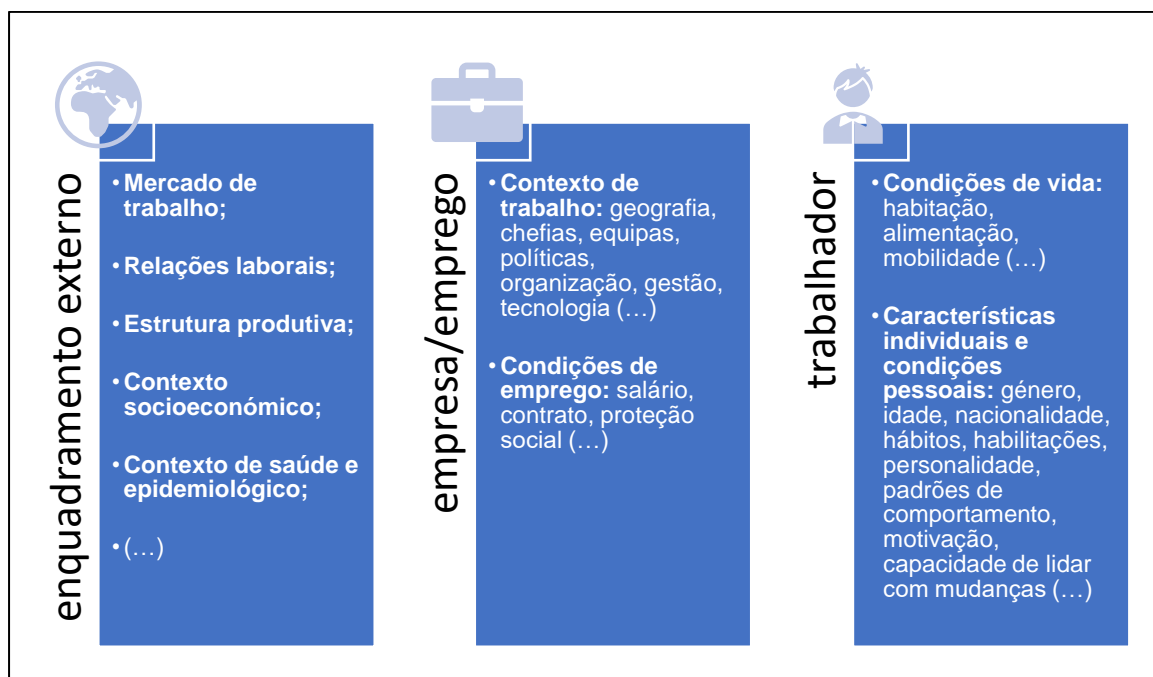 enquadramento externo
• Mercado de
trabalho;
• Relações laborais;
• Estrutura produtiva;
• Contexto
socioeconómico;
• Contexto de saúde e
epidemiológico;
• (…)
empresa/emprego
• Contexto de
trabalho: geografia,
chefias, equipas,
políticas,
organização, gestão,
tecnologia (…)
• Condições de
emprego: salário,
contrato, proteção
social (…)
trabalhador
• Condições de vida:
habitação,
alimentação,
mobilidade (…)
• Características
individuais e
condições
pessoais: género,
idade, nacionalidade,
hábitos, habilitações,
personalidade,
padrões de
comportamento,
motivação,
capacidade de lidar
com mudanças (…)